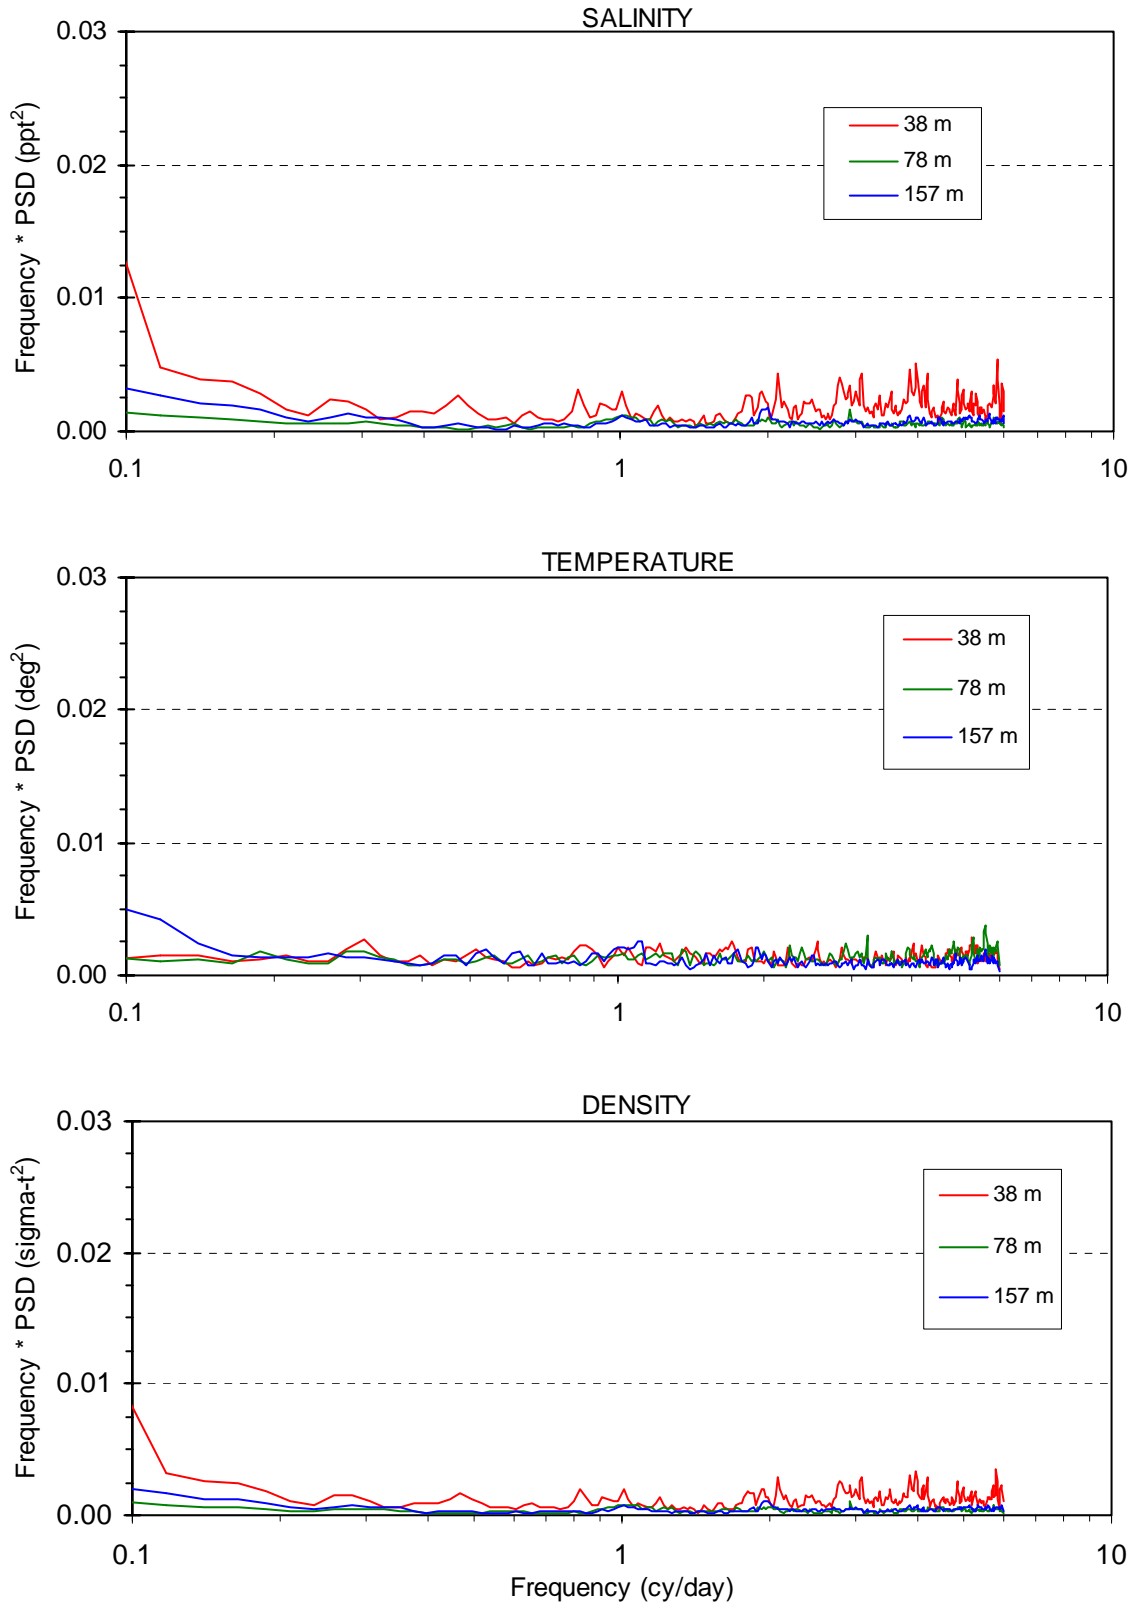 SALINITY
Frequency * PSD (ppt²)
0.03
0.02
0.01
0.00
0.1
1
10
38 m
78 m
157 m
TEMPERATURE
Frequency * PSD (deg²)
0.03
0.02
0.01
0.00
0.1
1
10
38 m
78 m
157 m
DENSITY
Frequency * PSD (sigma-t²)
0.03
0.02
0.01
0.00
0.1
1
10
38 m
78 m
157 m
Frequency (cy/day)